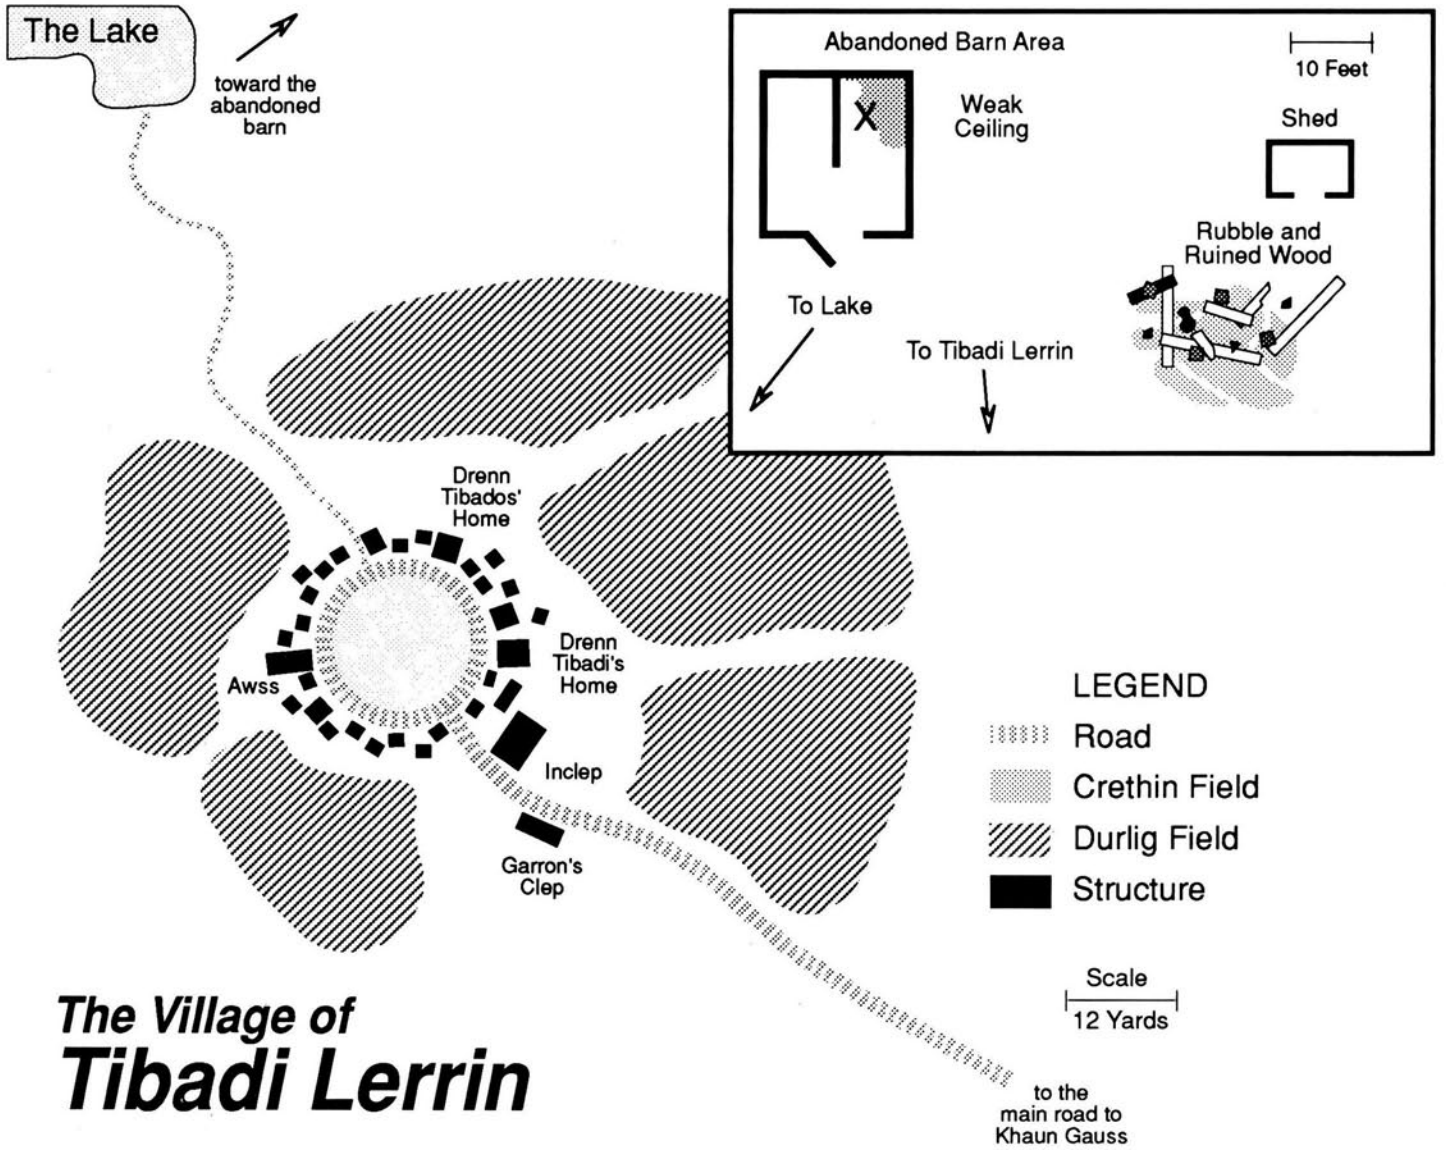 The Lake
toward the
abandoned
barn
Abandoned Barn Area
10 Feet
Weak
Ceiling
X
Shed
Rubble and
Ruined Wood
To Lake
To Tibadi Lerrin
Drenn
Tibados'
Home
Drenn
Tibadi's
Home
Awss
Inclep
Garron's
Clep
LEGEND
Road
Crethin Field
Durlig Field
Structure
Scale
12 Yards
The Village of
Tibadi Lerrin
to the
main road to
Khaun Gauss